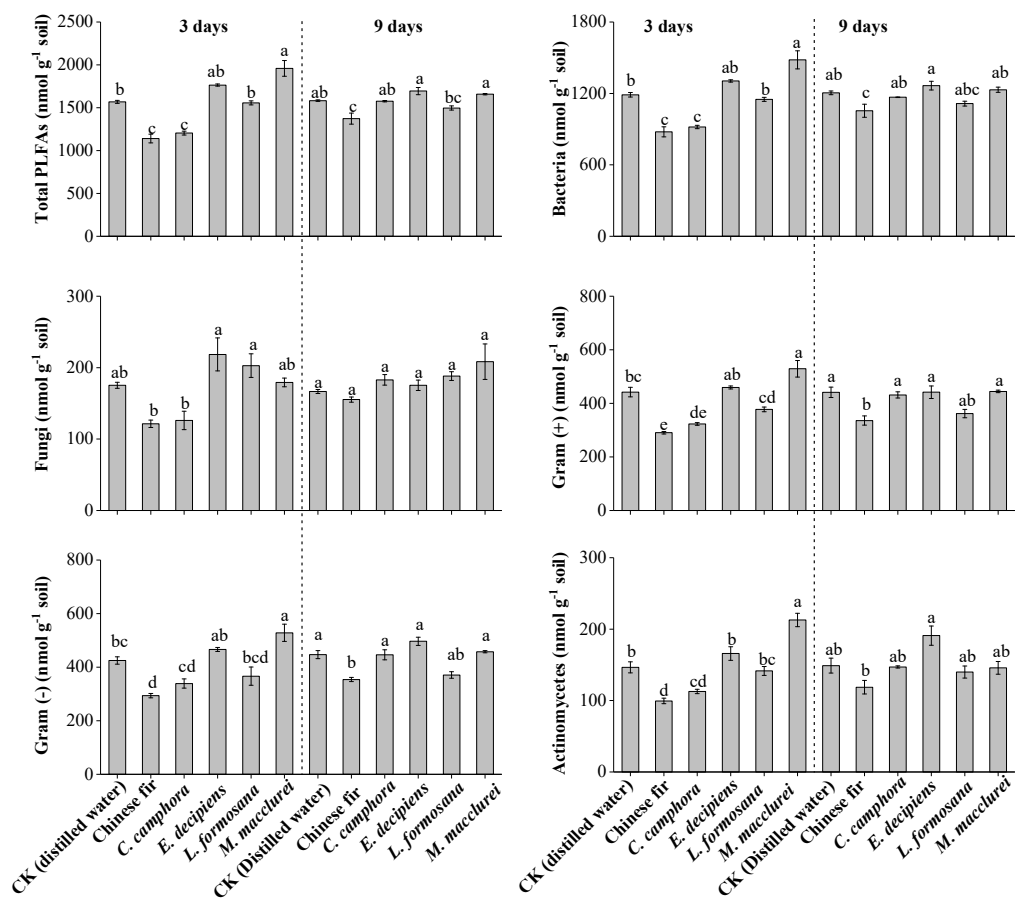 3 days 9 days
Total PLFAs (nmol g⁻¹ soil)
2500
2000
1500
1000
500
0
b c c ab b a ab c ab a bc a
3 days 9 days
Bacteria (nmol g⁻¹ soil)
1800
1200
600
0
b c c ab b a ab c ab a abc ab
Fungi (nmol g⁻¹ soil)
300
200
100
0
ab b b a a ab a a a a a a
Gram (+) (nmol g⁻¹ soil)
800
600
400
200
0
bc e de ab cd a a b a a ab a
Gram (-) (nmol g⁻¹ soil)
800
600
400
200
0
bc d cd ab bcd a a b a a ab a
CK (distilled water)
Chinese fir
C. camphora
E. decipiens
L. formosana
M. macclurei
CK (Distilled water)
Chinese fir
C. camphora
E. decipiens
L. formosana
M. macclurei
Actinomycetes (nmol g⁻¹ soil)
300
200
100
0
b d cd b bc a ab b ab a ab ab
CK (distilled water)
Chinese fir
C. camphora
E. decipiens
L. formosana
M. macclurei
CK (Distilled water)
Chinese fir
C. camphora
E. decipiens
L. formosana
M. macclurei